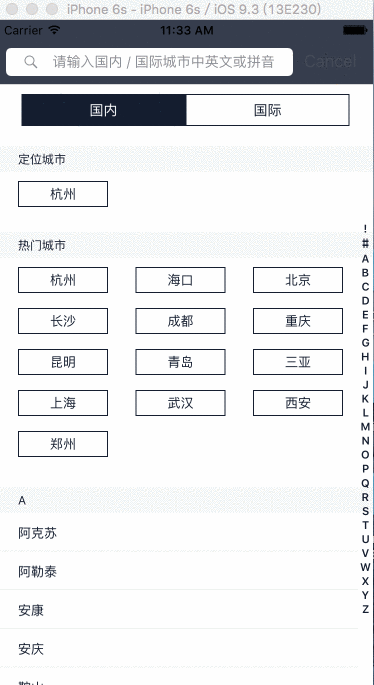 iPhone 6s - iPhone 6s / iOS 9.3 (13E230)
Carrier 11:33 AM
请输入国内 / 国际城市中英文或拼音 Cancel
国内 国际
定位城市
杭州
热门城市
杭州 海口 北京
长沙 成都 重庆
昆明 青岛 三亚
上海 武汉 西安
郑州
A
阿克苏
阿勒泰
安康
安庆
鞍山
!
#
A
B
C
D
E
F
G
H
I
J
K
L
M
N
O
P
Q
R
S
T
U
V
W
X
Y
Z